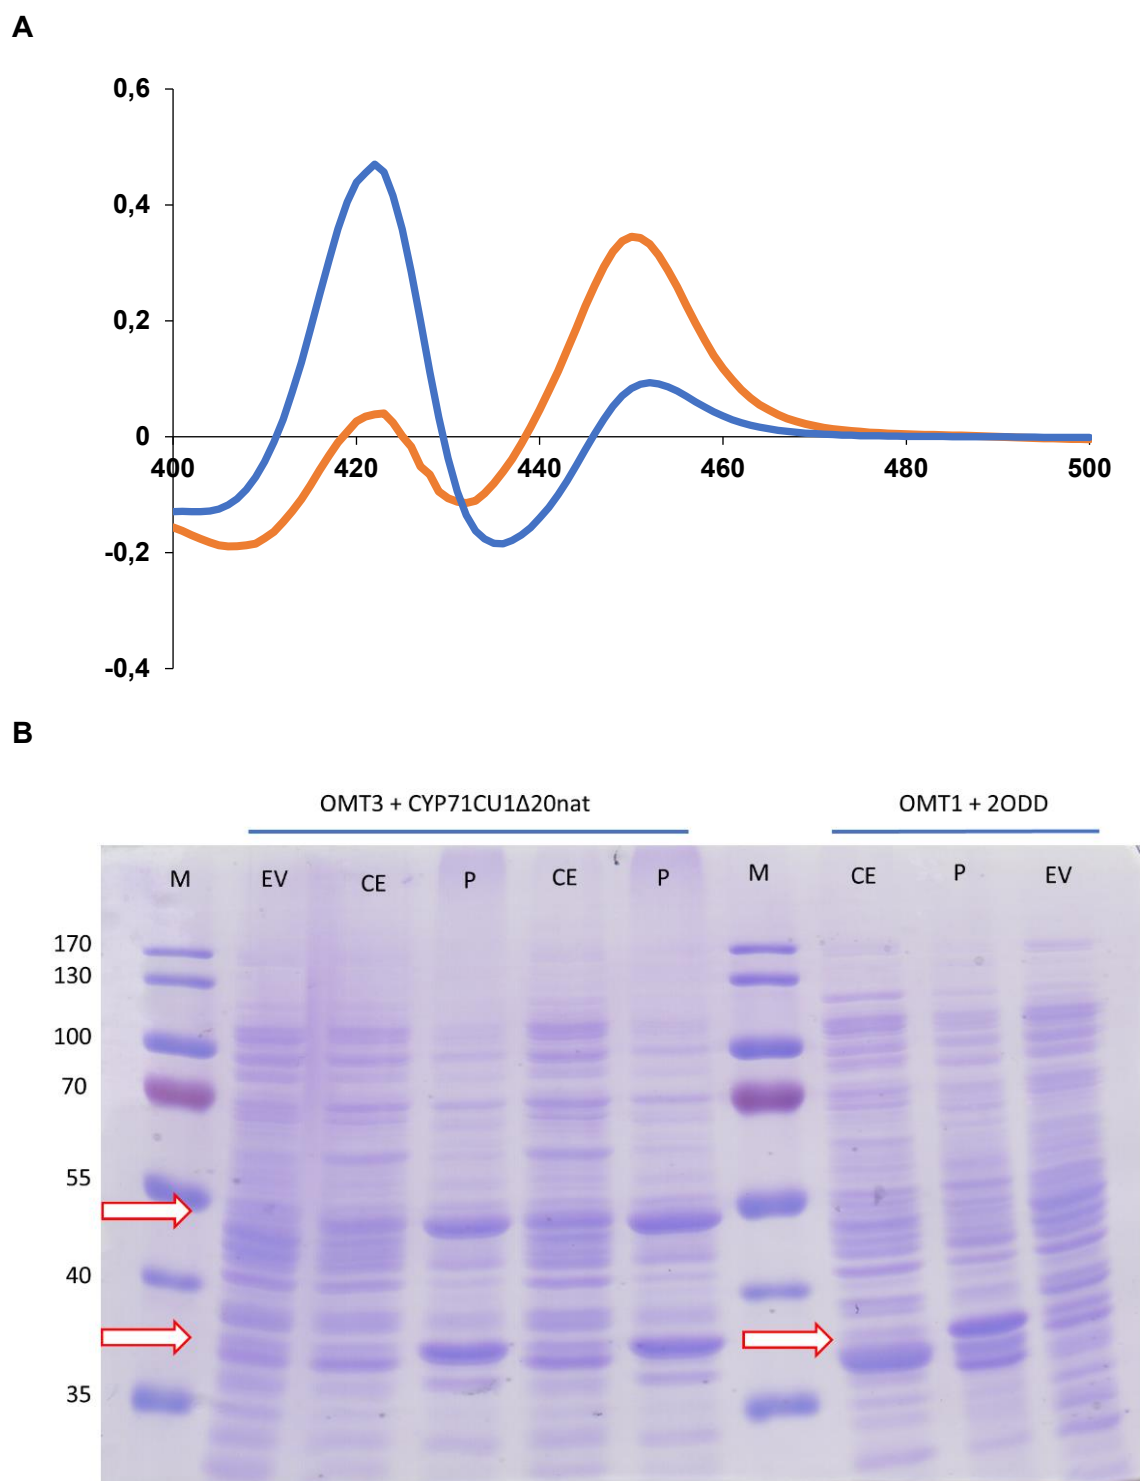 A
0,6
0,4
0,2
0
-0,2
-0,4
400 420 440 460 480 500
B
OMT3 + CYP71CU1Δ20nat OMT1 + 2ODD
M EV CE P CE P M CE P EV
170
130
100
70
55
40
35